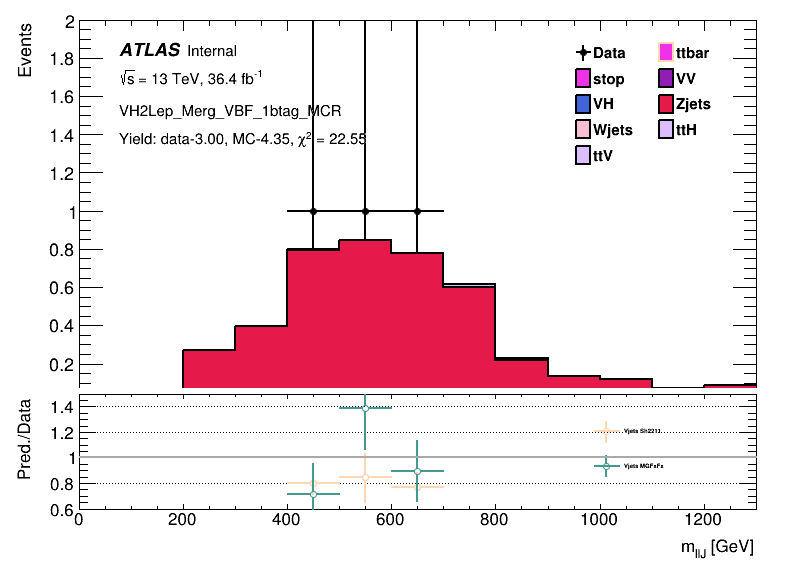 Events
2
1.8
1.6
1.4
1.2
1
0.8
0.6
0.4
0.2
ATLAS Internal
√s = 13 TeV, 36.4 fb⁻¹
VH2Lep_Merg_VBF_1btag_MCR
Yield: data-3.00, MC-4.35, χ² = 22.55
Data ttbar
stop VV
VH Zjets
Wjets ttH
ttV
Pred./Data
1.4
1.2
1
0.8
0.6
Vjets Sh2211
Vjets MGFxFx
0 200 400 600 800 1000 1200
m_llJ [GeV]